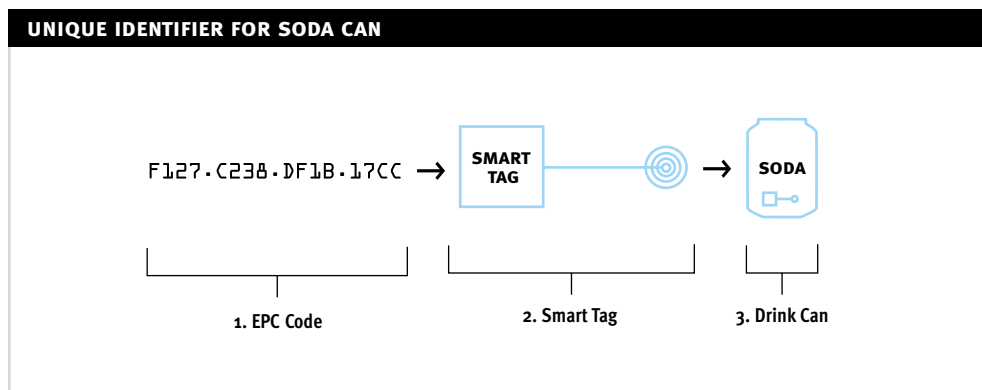 UNIQUE IDENTIFIER FOR SODA CAN
F127.C238.DF1B.17CC
SMART
TAG
SODA
1. EPC Code
2. Smart Tag
3. Drink Can